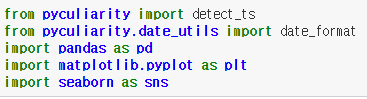 from pyculiarity import detect_ts
from pyculiarity.date_utils import date_format
import pandas as pd
import matplotlib.pyplot as plt
import seaborn as sns